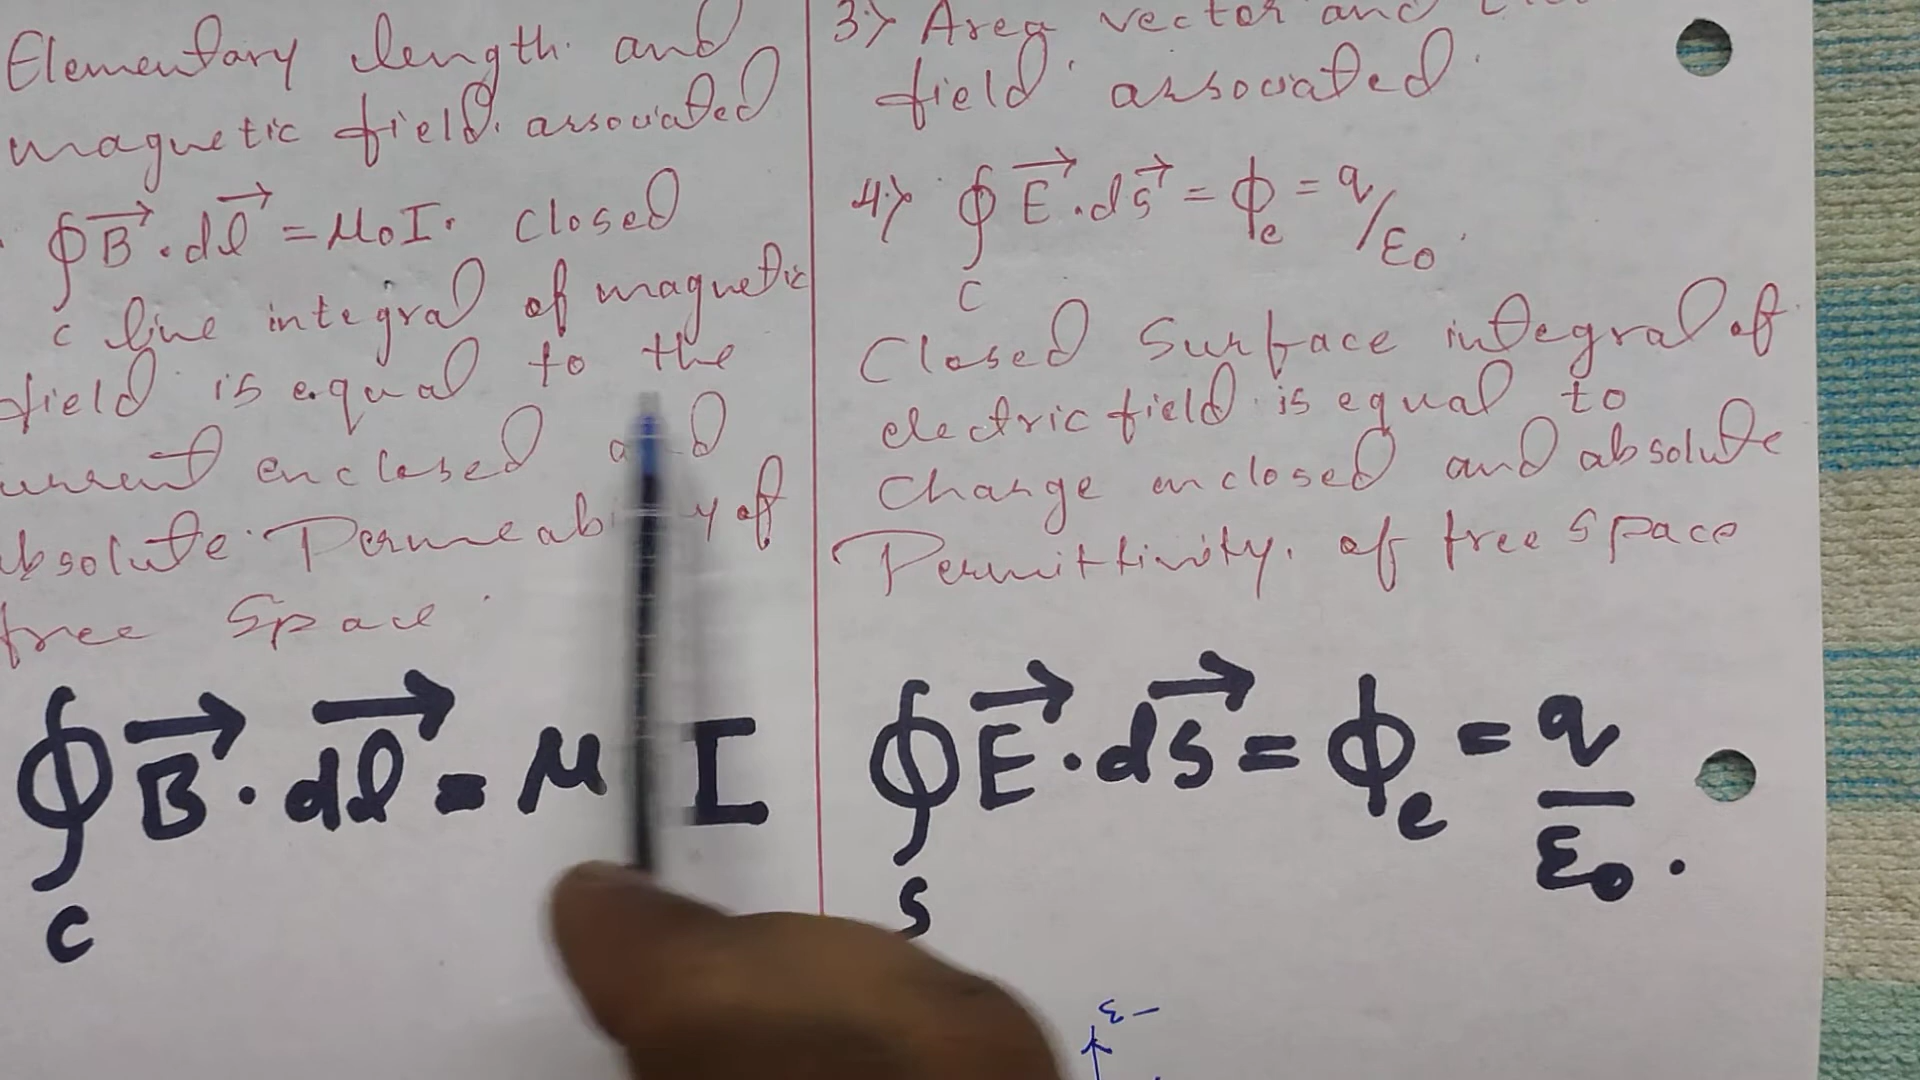 Elementary length and
magnetic field associated
∮B⃗.dl⃗ = μ₀I. closed
c line integral of magnetic
field is equal to the
enclosed
absolute Permeab y of
free space
∮B⃗.dl⃗ = μ I
c
3:> Area vector and
field associated.
4:> ∮E⃗.ds⃗ = ϕe = q/ε₀.
c
Closed Surface integral of
electric field is equal to
Charge enclosed and absolute
Permittivity. of free space
∮E⃗.ds⃗ = ϕe = q/ε₀.
s
ε